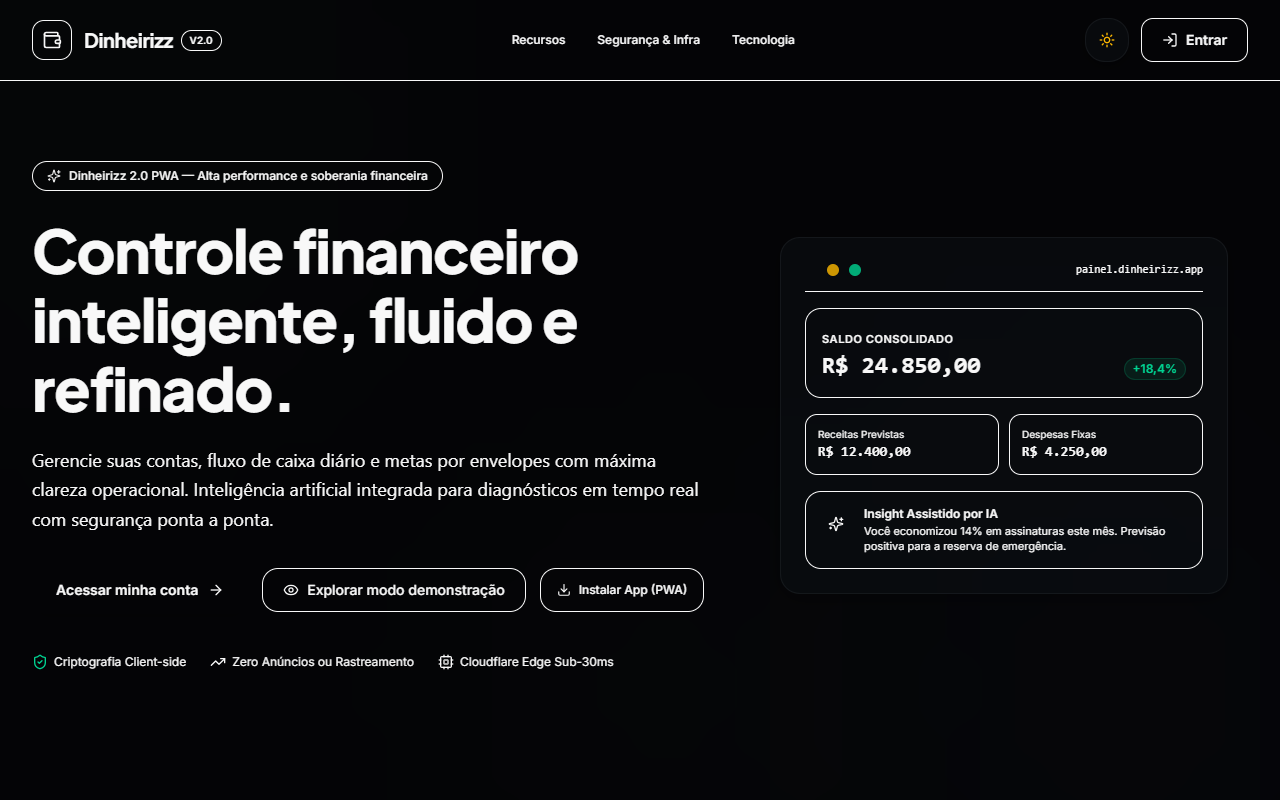 Dinheirizz V2.0
Recursos
Segurança & Infra
Tecnologia
Entrar
Dinheirizz 2.0 PWA — Alta performance e soberania financeira
Controle financeiro
inteligente, fluido e
refinado.
Gerencie suas contas, fluxo de caixa diário e metas por envelopes com máxima
clareza operacional. Inteligência artificial integrada para diagnósticos em tempo real
com segurança ponta a ponta.
Acessar minha conta
Explorar modo demonstração
Instalar App (PWA)
Criptografia Client-side
Zero Anúncios ou Rastreamento
Cloudflare Edge Sub-30ms
painel.dinheirizz.app
SALDO CONSOLIDADO
R$ 24.850,00
+18,4%
Receitas Previstas
R$ 12.400,00
Despesas Fixas
R$ 4.250,00
Insight Assistido por IA
Você economizou 14% em assinaturas este mês. Previsão
positiva para a reserva de emergência.